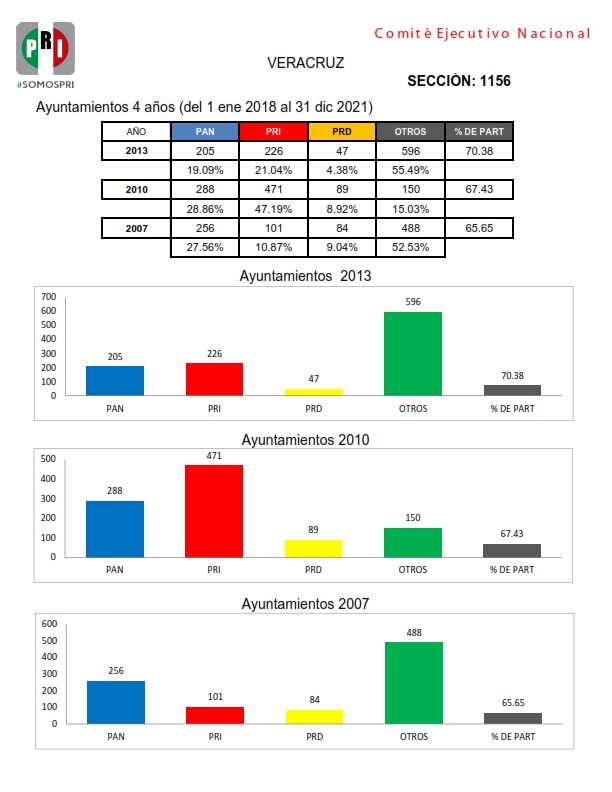 PRI
#SOMOSPRI
Comité Ejecutivo Nacional
VERACRUZ
SECCIÓN: 1156
Ayuntamientos 4 años (del 1 ene 2018 al 31 dic 2021)
AÑO PAN PRI PRD OTROS % DE PART
2013 205 226 47 596 70.38
19.09% 21.04% 4.38% 55.49%
2010 288 471 89 150 67.43
28.86% 47.19% 8.92% 15.03%
2007 256 101 84 488 65.65
27.56% 10.87% 9.04% 52.53%
Ayuntamientos 2013
700
600
500
400
300
200
100
0
205 226 47 596 70.38
PAN PRI PRD OTROS % DE PART
Ayuntamientos 2010
500
400
300
200
100
0
288 471 89 150 67.43
PAN PRI PRD OTROS % DE PART
Ayuntamientos 2007
600
500
400
300
200
100
0
256 101 84 488 65.65
PAN PRI PRD OTROS % DE PART